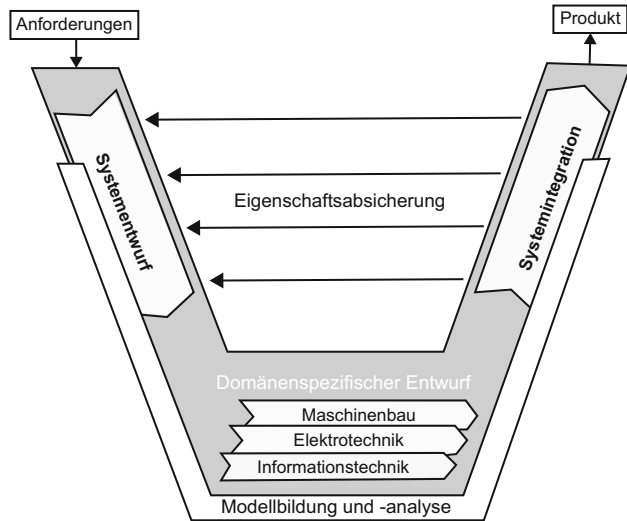 Anforderungen
Produkt
Systementwurf
Eigenschaftsabsicherung
Systemintegration
Domänenspezifischer Entwurf
Maschinenbau
Elektrotechnik
Informationstechnik
Modellbildung und -analyse